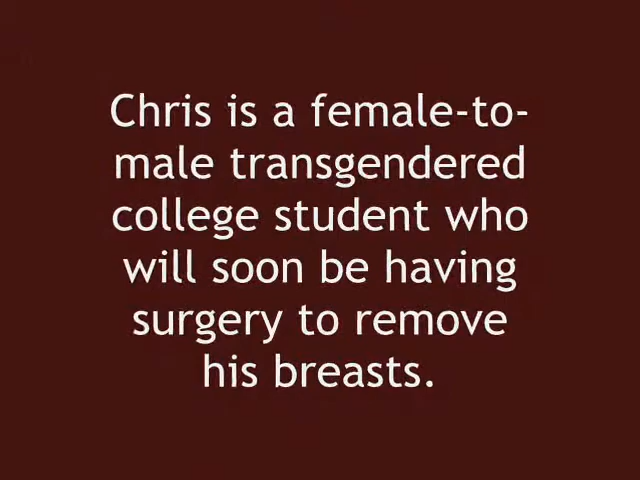 Chris is a female-to-
male transgendered
college student who
will soon be having
surgery to remove
his breasts.